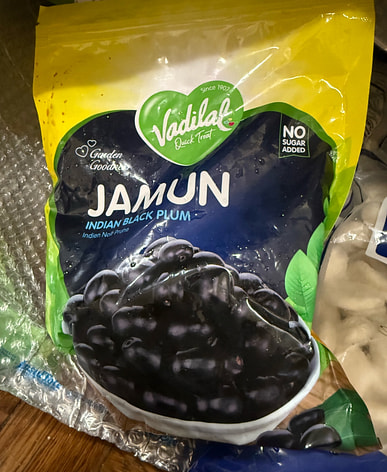 Since 1907
Vadilal
Quick Treat
Garden
Goodness
NO
SUGAR
ADDED
JAMUN
INDIAN BLACK PLUM